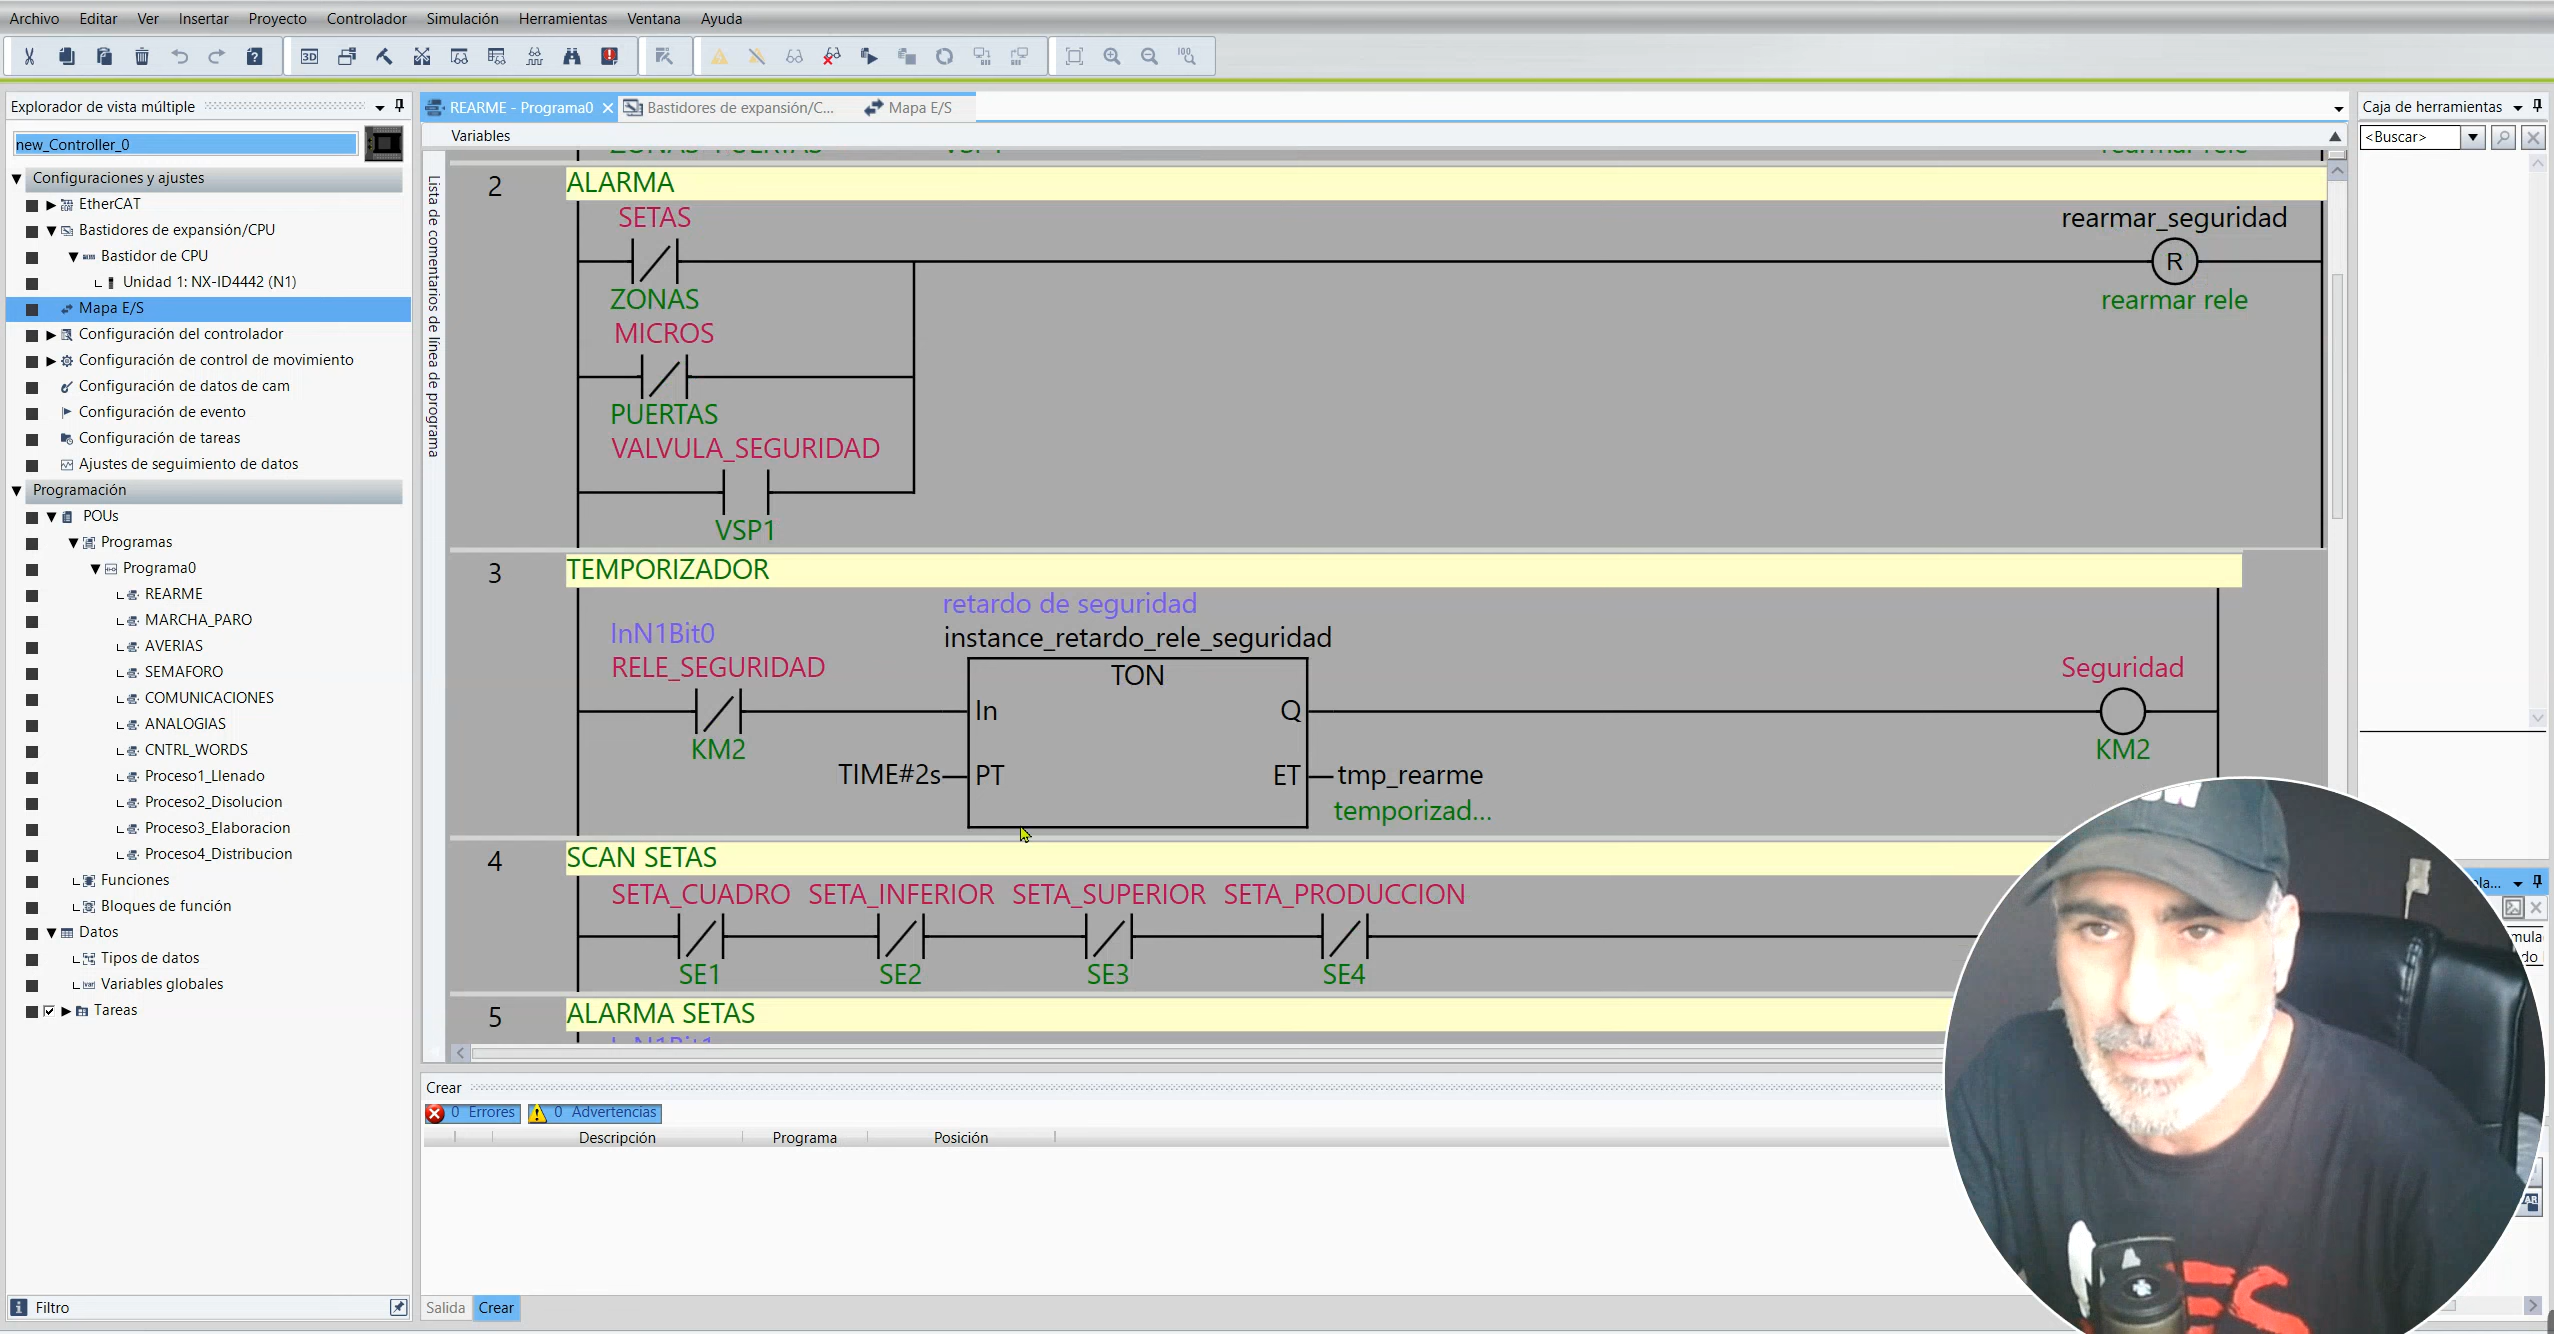 Archivo Editar Ver Insertar Proyecto Controlador Simulación Herramientas Ventana Ayuda
Explorador de vista múltiple
new_Controller_0
Configuraciones y ajustes
EtherCAT
Bastidores de expansión/CPU
Bastidor de CPU
Unidad 1: NX-ID4442 (N1)
Mapa E/S
Configuración del controlador
Configuración de control de movimiento
Configuración de datos de cam
Configuración de evento
Configuración de tareas
Ajustes de seguimiento de datos
Programación
POUs
Programas
Programa0
REARME
MARCHA_PARO
AVERIAS
SEMAFORO
COMUNICACIONES
ANALOGIAS
CNTRL_WORDS
Proceso1_Llenado
Proceso2_Disolucion
Proceso3_Elaboracion
Proceso4_Distribucion
Funciones
Bloques de función
Datos
Tipos de datos
Variables globales
Tareas
Filtro
REARME - Programa0 Bastidores de expansión/C... Mapa E/S
Variables
Lista de comentarios de línea de programa
2 ALARMA
SETAS rearmar_seguridad
R
ZONAS rearmar rele
MICROS
PUERTAS
VALVULA_SEGURIDAD
VSP1
3 TEMPORIZADOR
retardo de seguridad
InN1Bit0 instance_retardo_rele_seguridad
RELE_SEGURIDAD TON Seguridad
In Q
KM2 KM2
TIME#2s PT ET tmp_rearme
temporizad...
4 SCAN SETAS
SETA_CUADRO SETA_INFERIOR SETA_SUPERIOR SETA_PRODUCCION
SE1 SE2 SE3 SE4
5 ALARMA SETAS
Crear
0 Errores 0 Advertencias
Descripción Programa Posición
Salida Crear
Caja de herramientas
<Buscar>